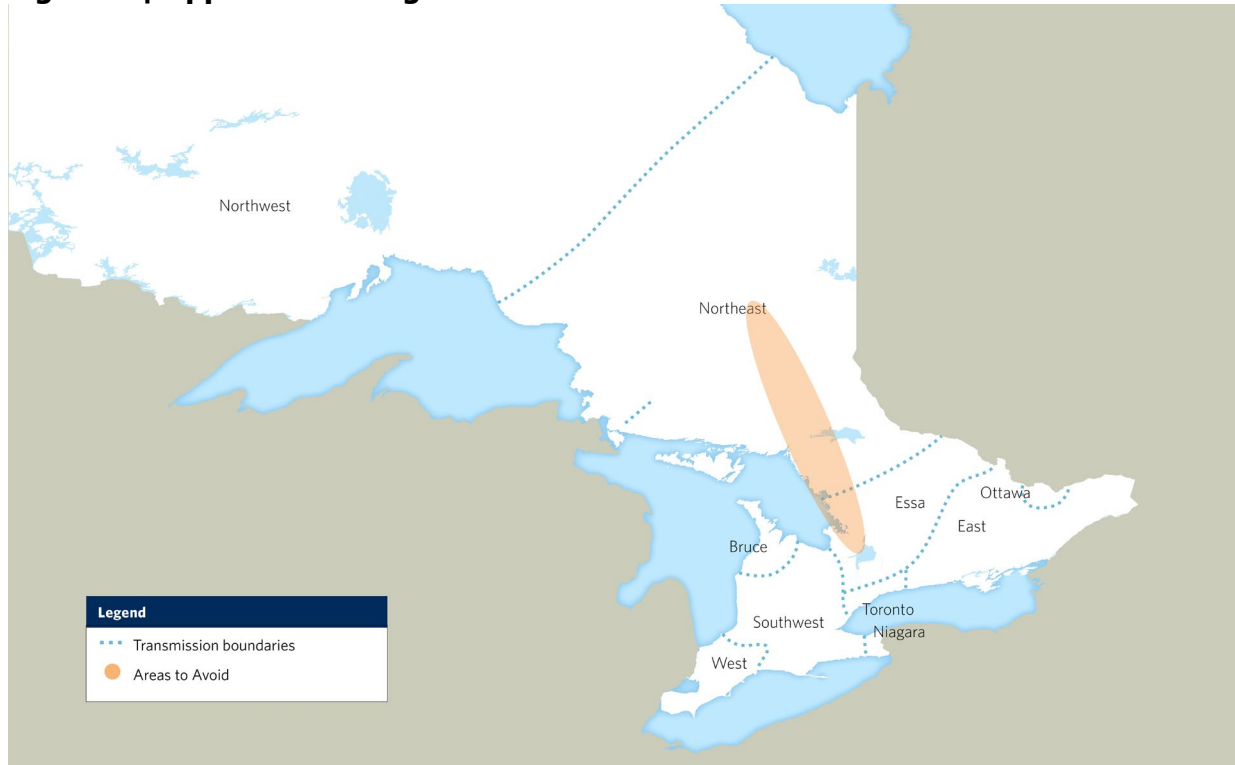 Northwest
Northeast
Ottawa
Essa
East
Bruce
Toronto
Southwest
Niagara
West
Legend
Transmission boundaries
Areas to Avoid